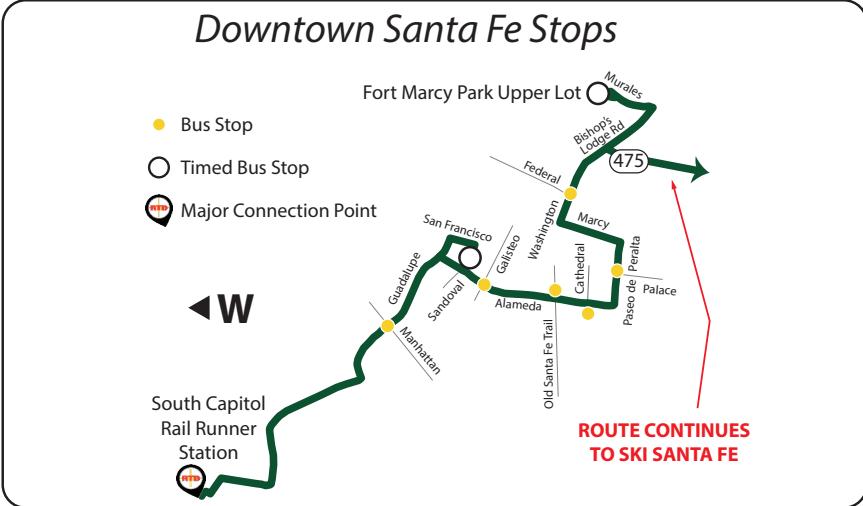 Downtown Santa Fe Stops
Fort Marcy Park Upper Lot
Murales
Bus Stop
Bishop's
Lodge Rd
475
Timed Bus Stop
Federal
RTD
Major Connection Point
Washington
Marcy
San Francisco
Galisteo
Cathedral
Peralta
Paseo de
Palace
Guadalupe
Sandoval
Alameda
W
Manhattan
Old Santa Fe Trail
South Capitol
Rail Runner
Station
RTD
ROUTE CONTINUES
TO SKI SANTA FE